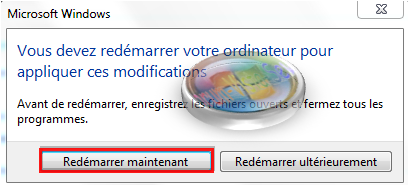 Microsoft Windows
Vous devez redémarrer votre ordinateur pour
appliquer ces modifications
Avant de redémarrer, enregistrez les fichiers ouverts et fermez tous les
programmes.
Redémarrer maintenant
Redémarrer ultérieurement